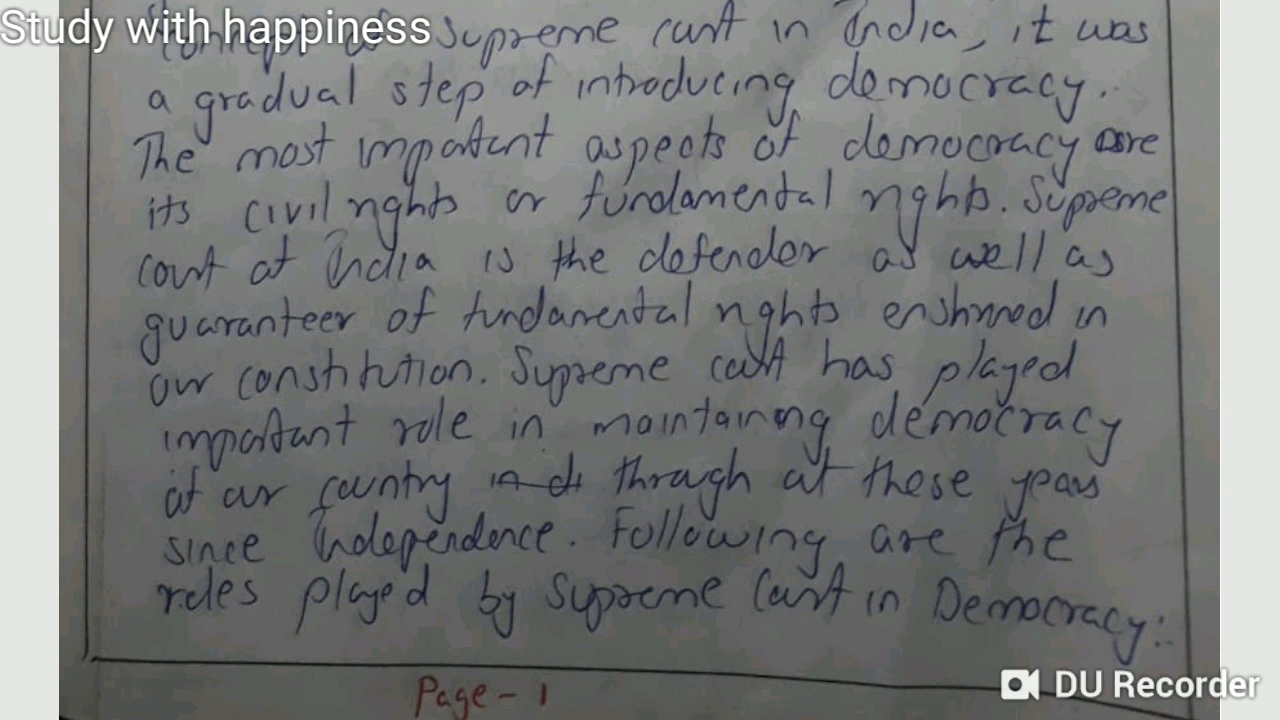 Study with happiness
Supreme court in India, it was
a gradual step of introducing democracy.
The most important aspects of democracy are
its civil rights or fundamental rights. Supreme
court of India is the defender as well as
guaranteer of fundamental rights enshrined in
our constitution. Supreme court has played
important role in maintaining democracy
of our country through out these years
since Independence. Following are the
roles played by Supreme Court in Democracy:-
Page-1
DU Recorder